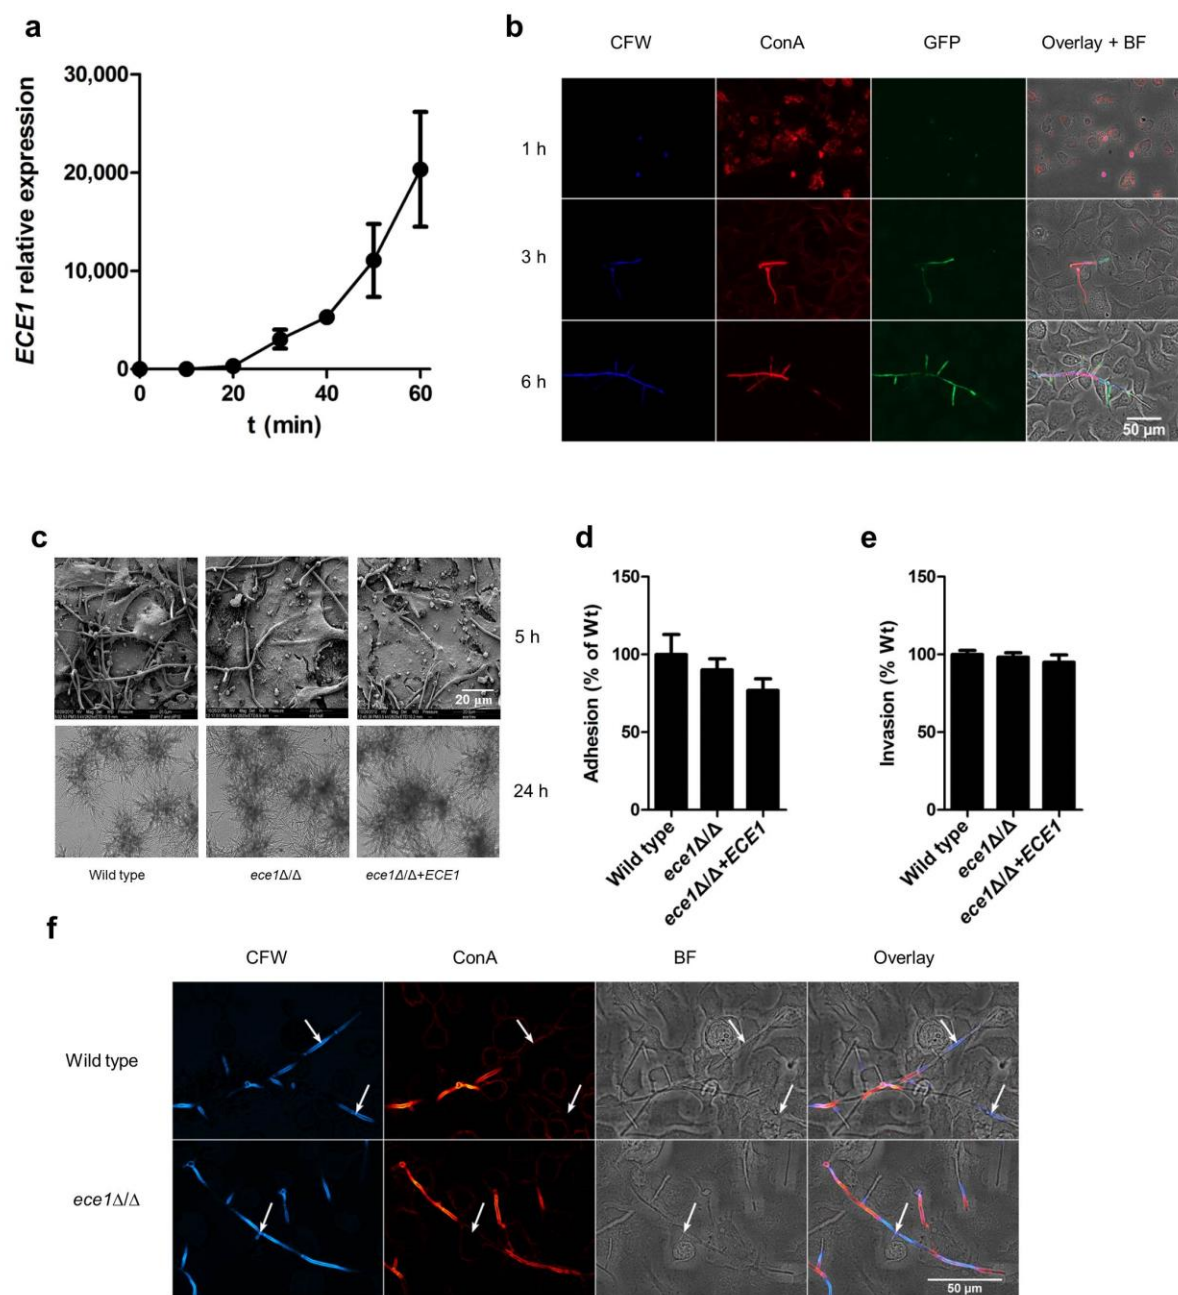 a
30,000
20,000
10,000
0
ECE1 relative expression
0 20 40 60
t (min)
b
CFW ConA GFP Overlay + BF
1 h
3 h
6 h
50 µm
c
5 h
20 µm
24 h
Wild type ece1Δ/Δ ece1Δ/Δ+ECE1
d
150
100
50
0
Adhesion (% of Wt)
Wild type
ece1Δ/Δ
ece1Δ/Δ+ECE1
e
150
100
50
0
Invasion (% Wt)
Wild type
ece1Δ/Δ
ece1Δ/Δ+ECE1
f
CFW ConA BF Overlay
Wild type
ece1Δ/Δ
50 µm